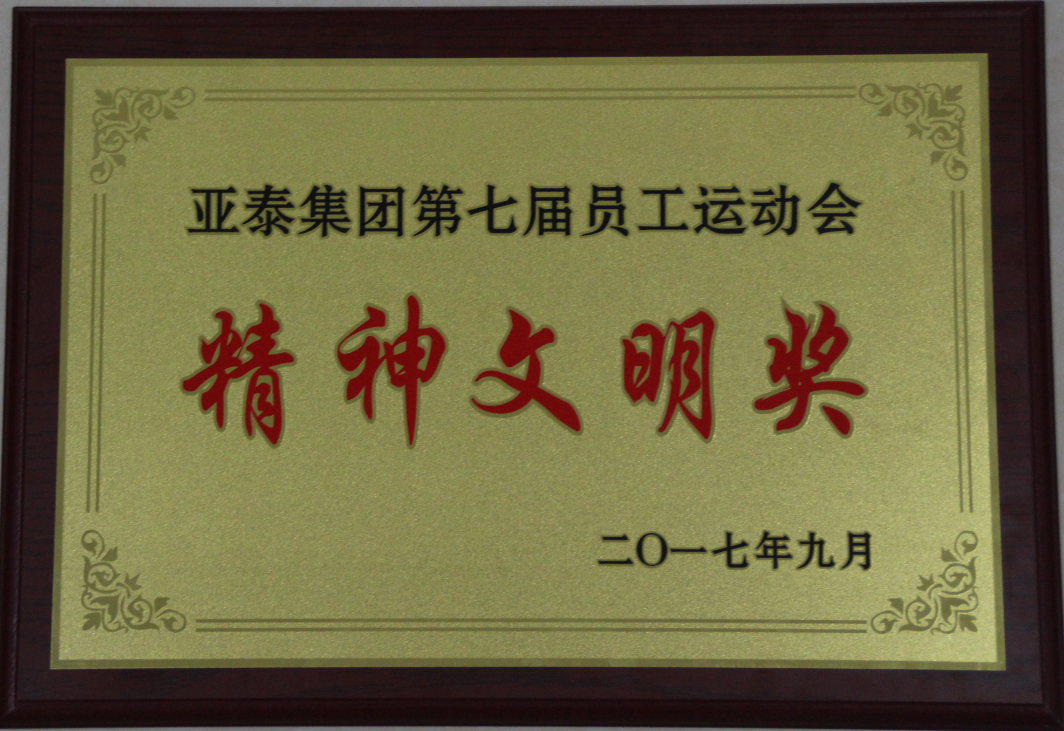 亚泰集团第七届员工运动会
精神文明奖
二〇一七年九月